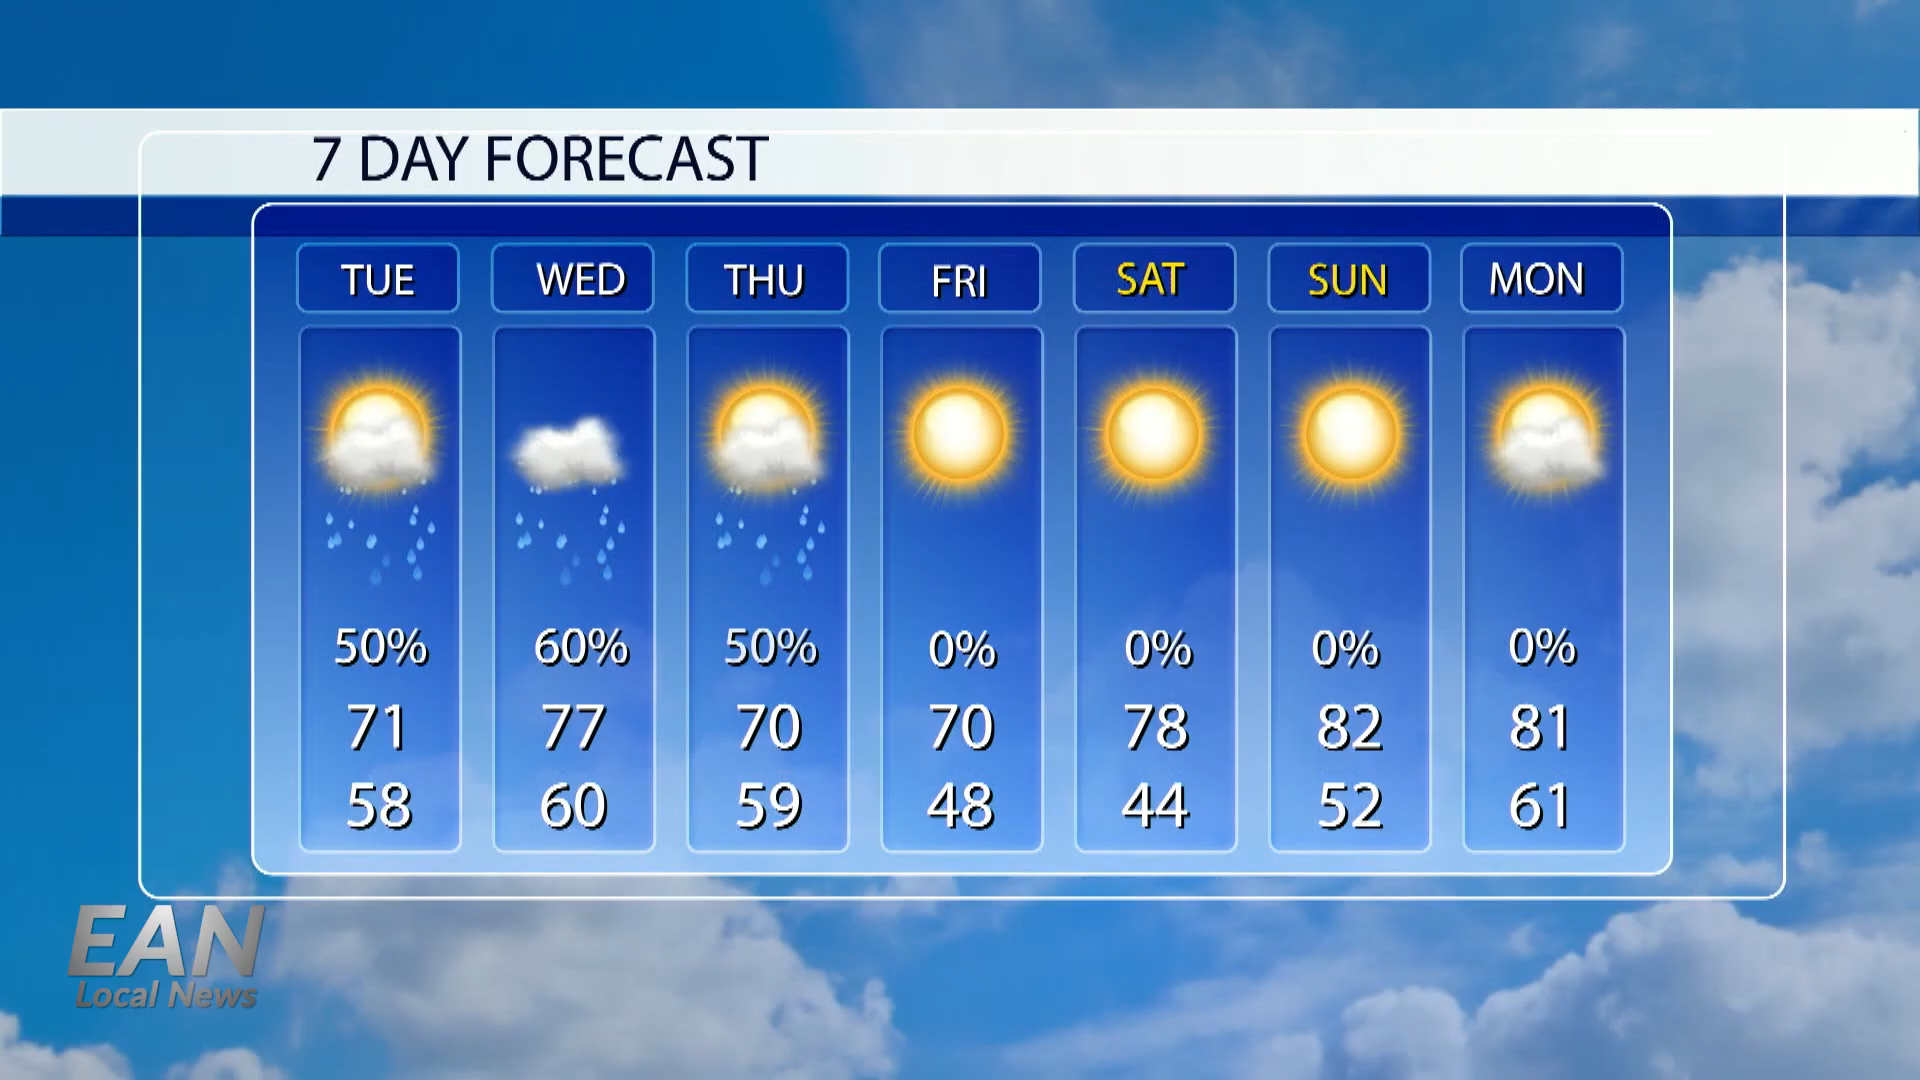 7 DAY FORECAST
TUE WED THU FRI SAT SUN MON
50% 60% 50% 0% 0% 0% 0%
71 77 70 70 78 82 81
58 60 59 48 44 52 61
EAN
Local News